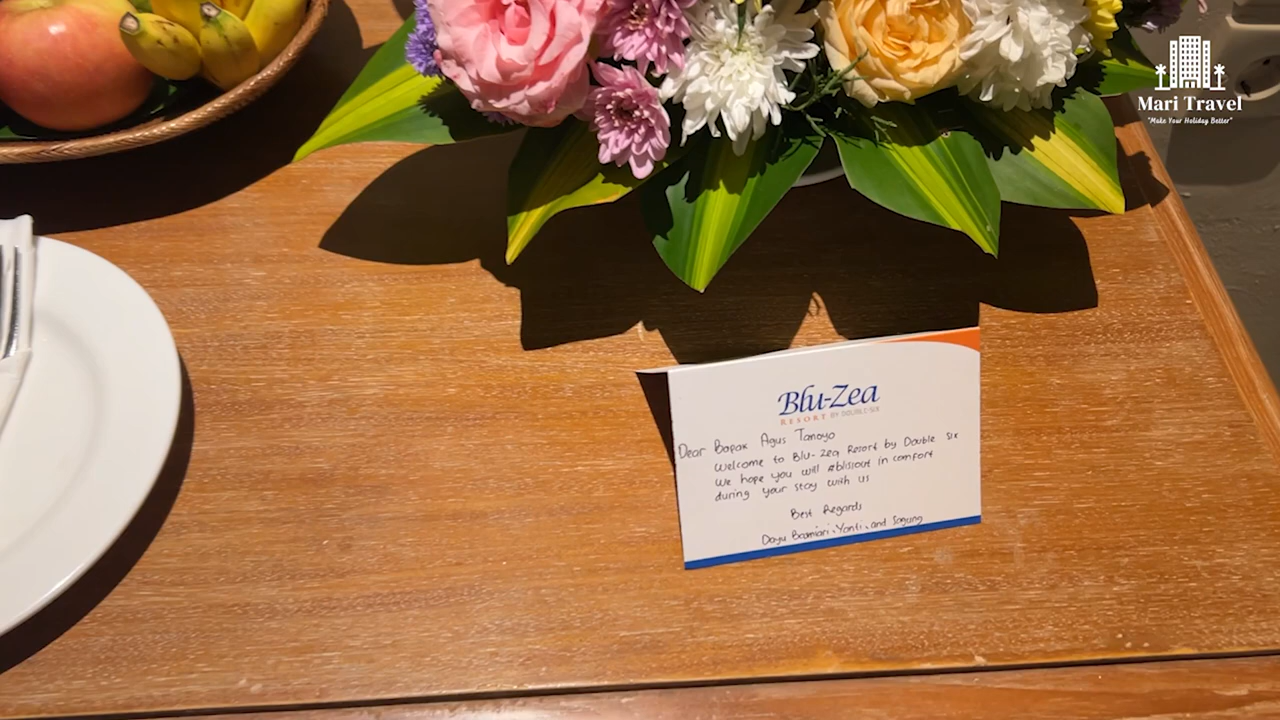 Mari Travel
"Make Your Holiday Better"
Blu-Zea
RESORT BY DOUBLE-SIX
Dear Bapak Agus Tanoyo
Welcome to Blu-Zea Resort by Double Six
We hope you will #blissout in comfort
during your stay with us
Best Regards
Dayu Yanti, and Sagung